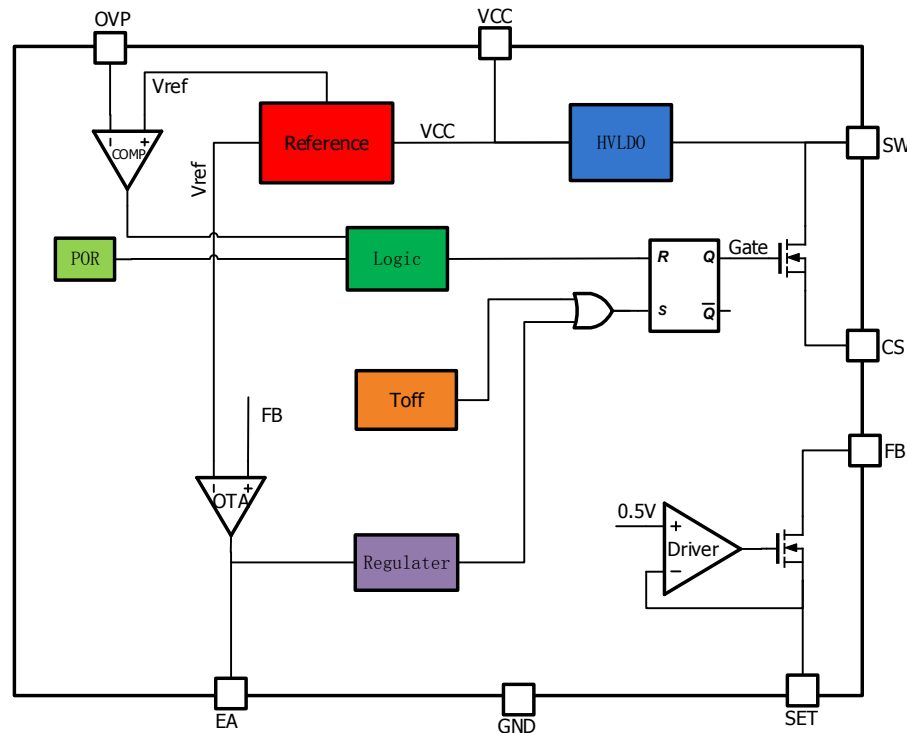 OVP
VCC
Vref
Reference
VCC
HVLDO
SW
COMP
Vref
POR
Logic
R
Q
Gate
S
Q
CS
Toff
FB
FB
OTA
0.5V
Driver
Regulater
EA
GND
SET